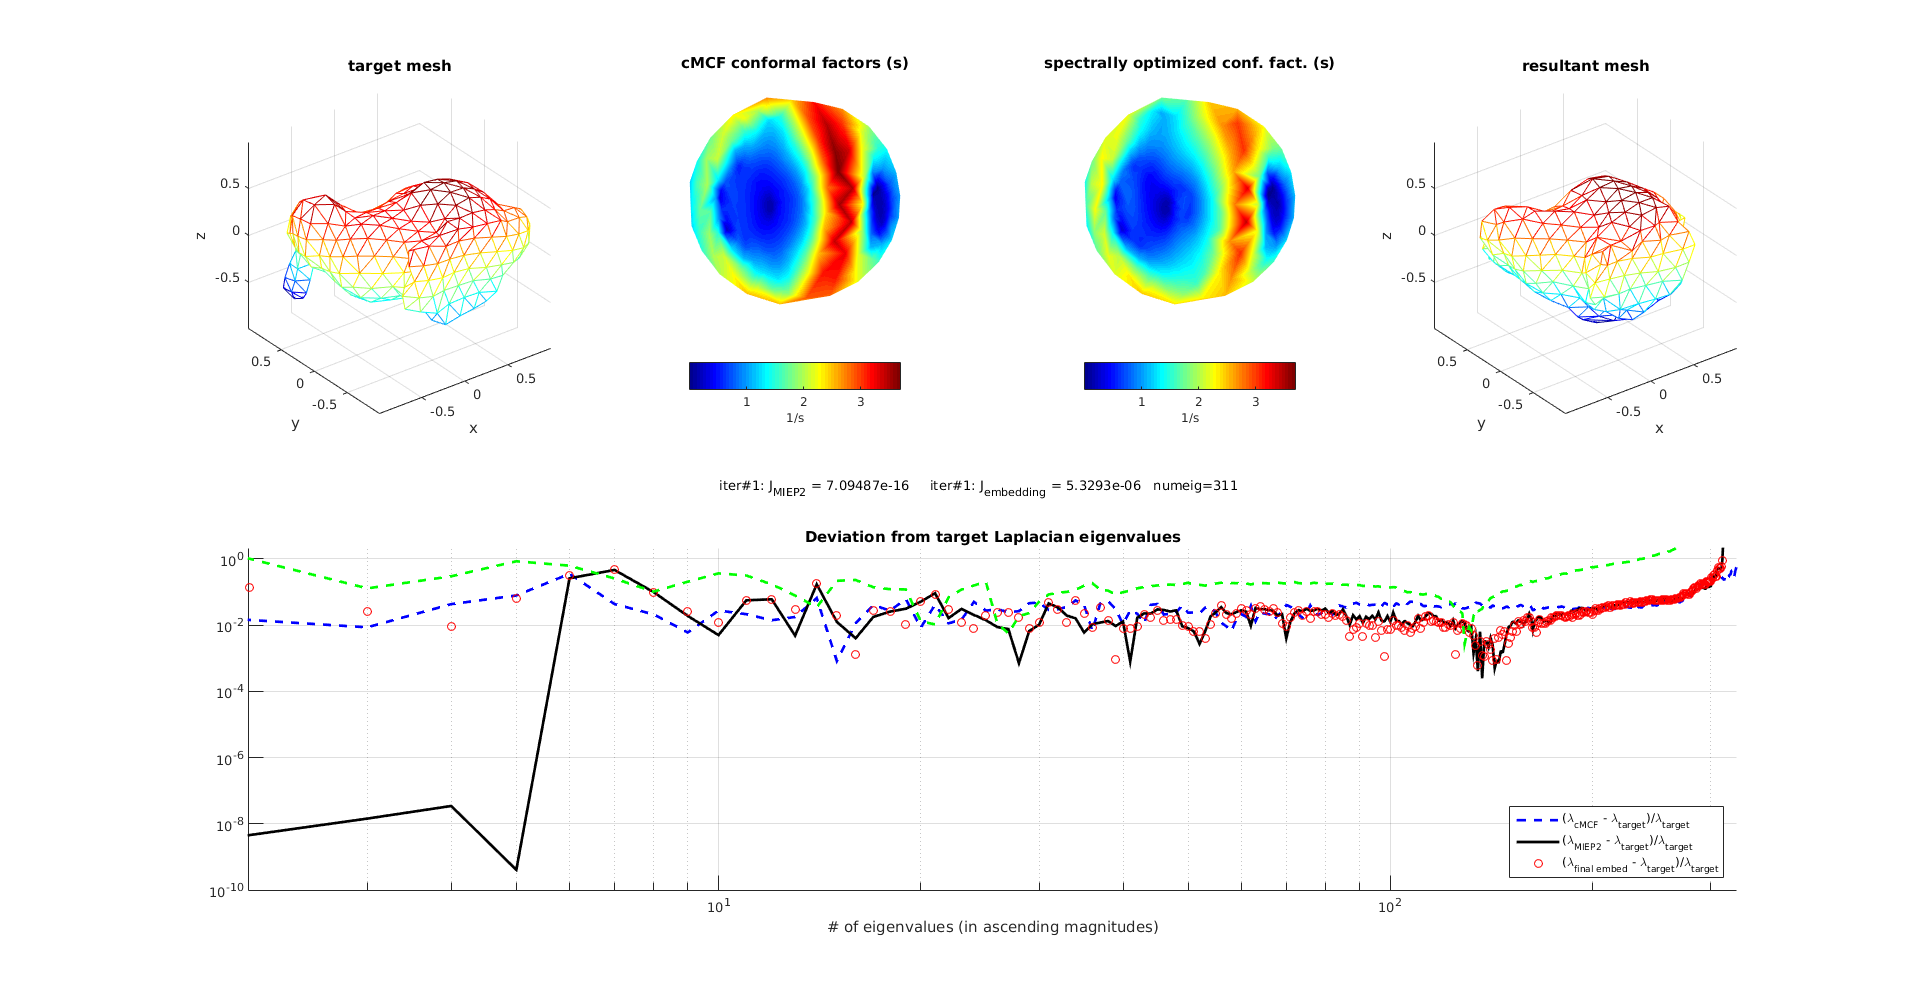 target mesh
cMCF conformal factors (s)
spectrally optimized conf. fact. (s)
resultant mesh
0.5
0
-0.5
z
0.5
0
-0.5
y
-0.5
0
0.5
x
1 2 3
1/s
1 2 3
1/s
0.5
0
-0.5
z
0.5
0
-0.5
y
-0.5
0
0.5
x
iter#1: J_MIEP2 = 7.09487e-16 iter#1: J_embedding = 5.3293e-06 numeig=311
Deviation from target Laplacian eigenvalues
10^0
10^-2
10^-4
10^-6
10^-8
10^-10
10^1 10^2
# of eigenvalues (in ascending magnitudes)
(λ_cMCF - λ_target)/λ_target
(λ_MIEP2 - λ_target)/λ_target
(λ_final embed - λ_target)/λ_target